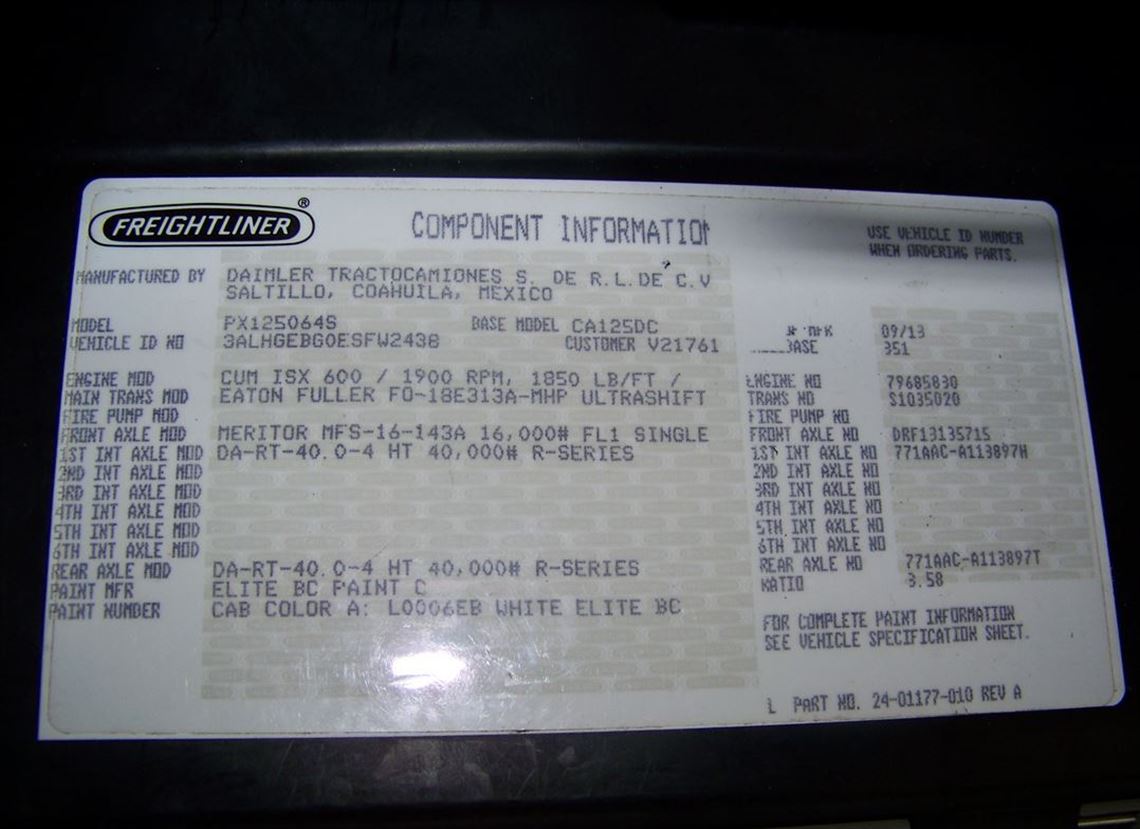 FREIGHTLINER®
COMPONENT INFORMATION
USE VEHICLE ID NUMBER
WHEN ORDERING PARTS.
MANUFACTURED BY DAIMLER TRACTOCAMIONES S. DE R.L. DE C.V
SALTILLO, COAHUILA, MEXICO
MODEL PX125064S BASE MODEL CA125DC 09/13
VEHICLE ID NO 3ALHGEBG0ESFW2438 CUSTOMER V21761 BASE 351
ENGINE MOD CUM ISX 600 / 1900 RPM, 1850 LB/FT / ENGINE NO 79685830
MAIN TRANS MOD EATON FULLER FO-18E313A-MHP ULTRASHIFT TRANS NO S1035020
FIRE PUMP MOD FIRE PUMP NO
FRONT AXLE MOD MERITOR MFS-16-143A 16,000# FL1 SINGLE FRONT AXLE NO DRF13135715
1ST INT AXLE MOD DA-RT-40.0-4 HT 40,000# R-SERIES 1ST INT AXLE NO 771AAC-A113897H
2ND INT AXLE MOD 2ND INT AXLE NO
3RD INT AXLE MOD 3RD INT AXLE NO
4TH INT AXLE MOD 4TH INT AXLE NO
5TH INT AXLE MOD 5TH INT AXLE NO
6TH INT AXLE MOD 6TH INT AXLE NO
REAR AXLE MOD DA-RT-40.0-4 HT 40,000# R-SERIES REAR AXLE NO 771AAC-A113897T
PAINT MFR ELITE BC PAINT C RATIO 3.58
PAINT NUMBER CAB COLOR A: L0006EB WHITE ELITE BC
FOR COMPLETE PAINT INFORMATION
SEE VEHICLE SPECIFICATION SHEET.
PART NO. 24-01177-010 REV A